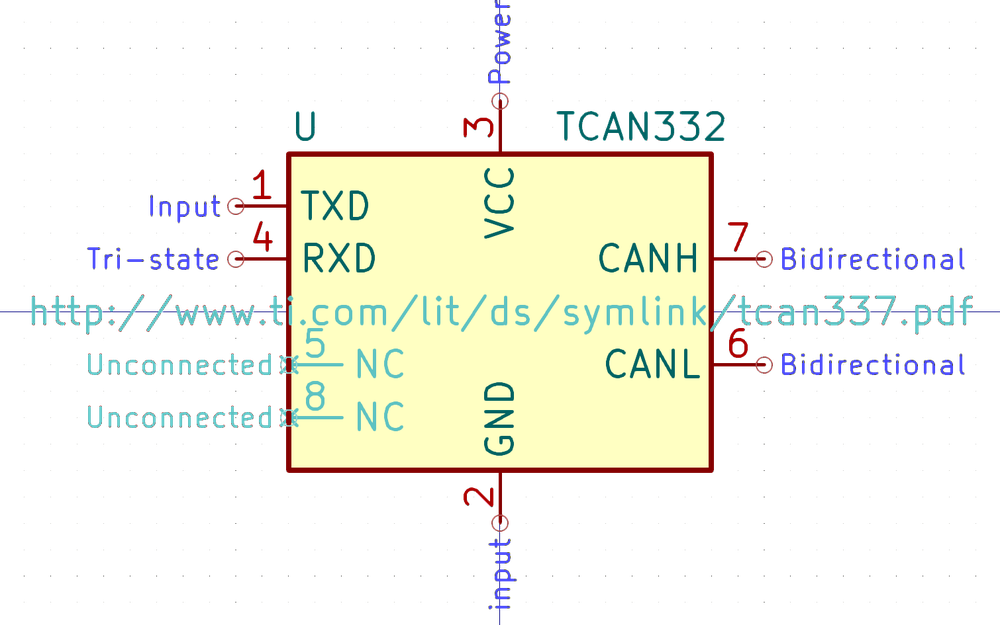 Power
3
U
TCAN332
VCC
Input
1
TXD
Tri-state
4
RXD
CANH
7
Bidirectional
http://www.ti.com/lit/ds/symlink/tcan337.pdf
Unconnected
5
NC
CANL
6
Bidirectional
Unconnected
8
NC
GND
2
input